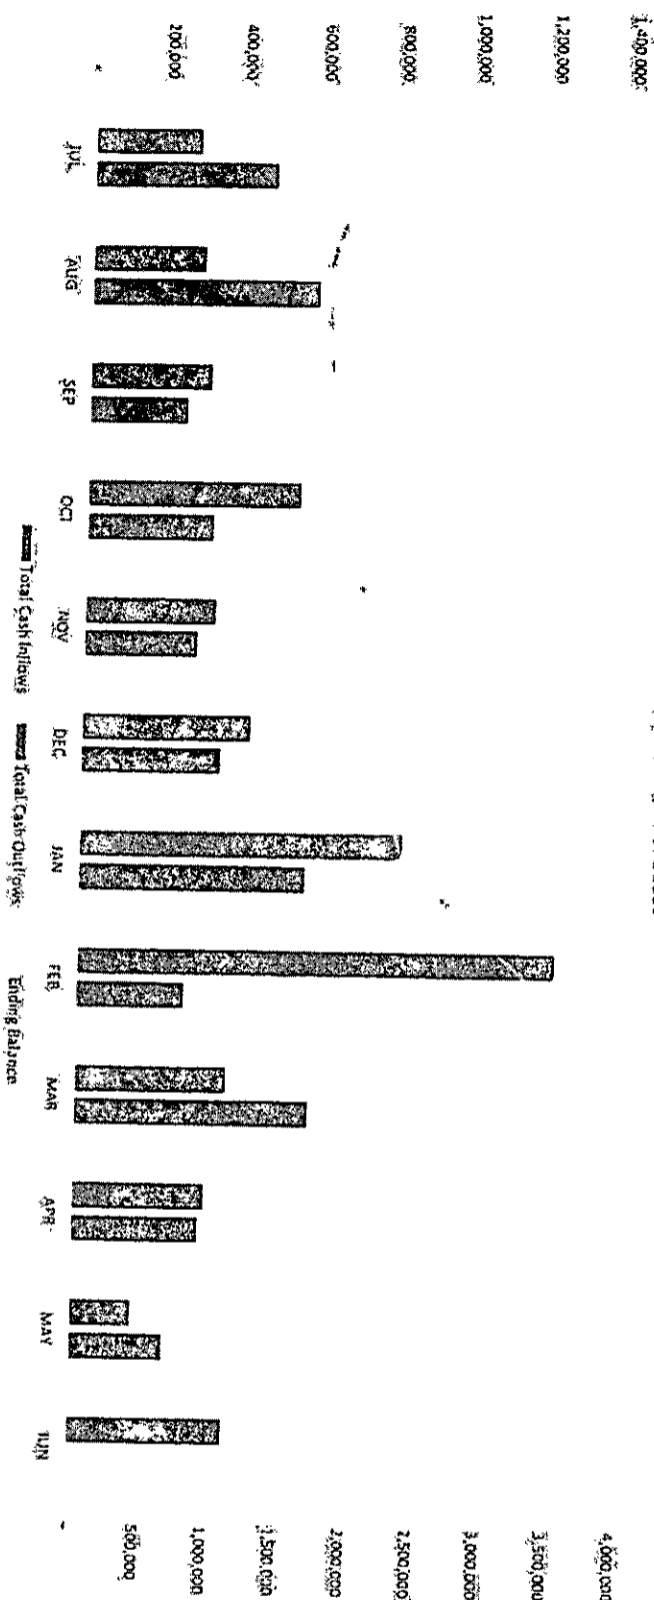 1,400,000
1,200,000
1,000,000
800,000
600,000
400,000
200,000
-
JUL
AUG
SEP
OCT
NOV
DEC
JAN
FEB
MAR
APR
MAY
JUN
4,000,000
3,500,000
3,000,000
2,500,000
2,000,000
1,500,000
1,000,000
500,000
-
Total Cash Inflows Total Cash Outflows Ending Balance